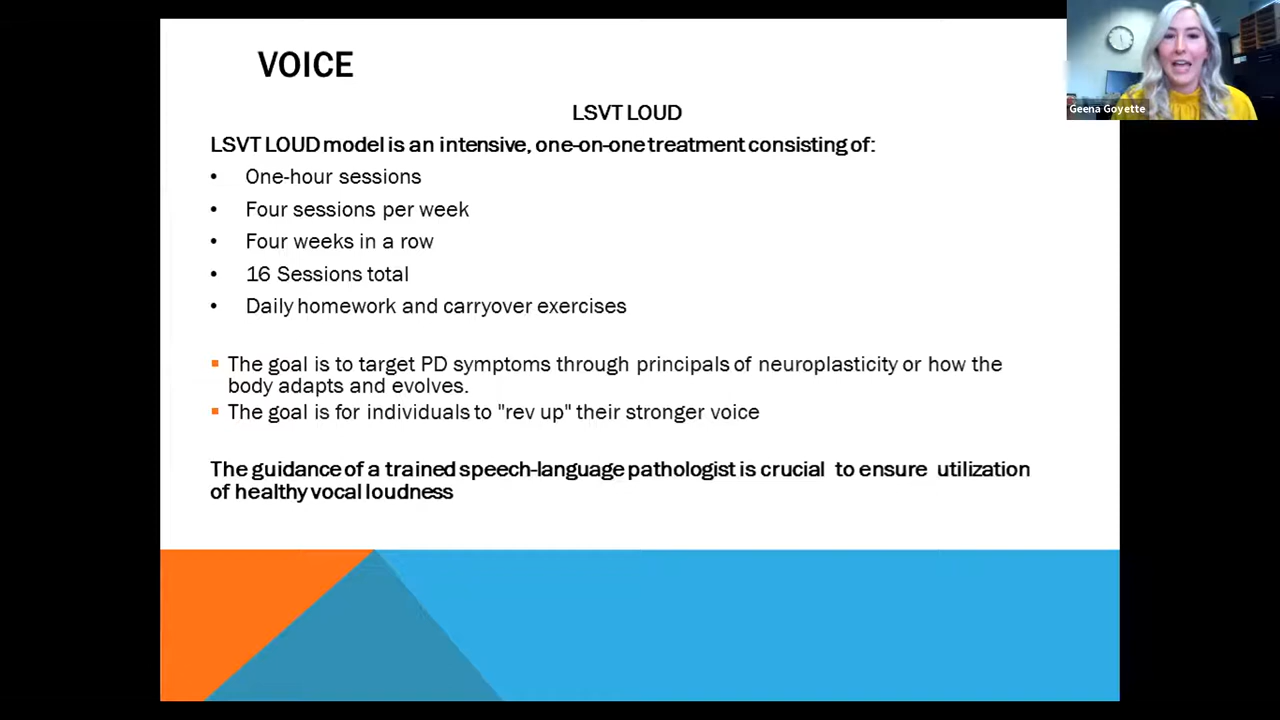 VOICE
LSVT LOUD
LSVT LOUD model is an intensive, one-on-one treatment consisting of:
• One-hour sessions
• Four sessions per week
• Four weeks in a row
• 16 Sessions total
• Daily homework and carryover exercises
▪ The goal is to target PD symptoms through principals of neuroplasticity or how the
body adapts and evolves.
▪ The goal is for individuals to "rev up" their stronger voice
The guidance of a trained speech-language pathologist is crucial to ensure utilization
of healthy vocal loudness
Geena Goyette